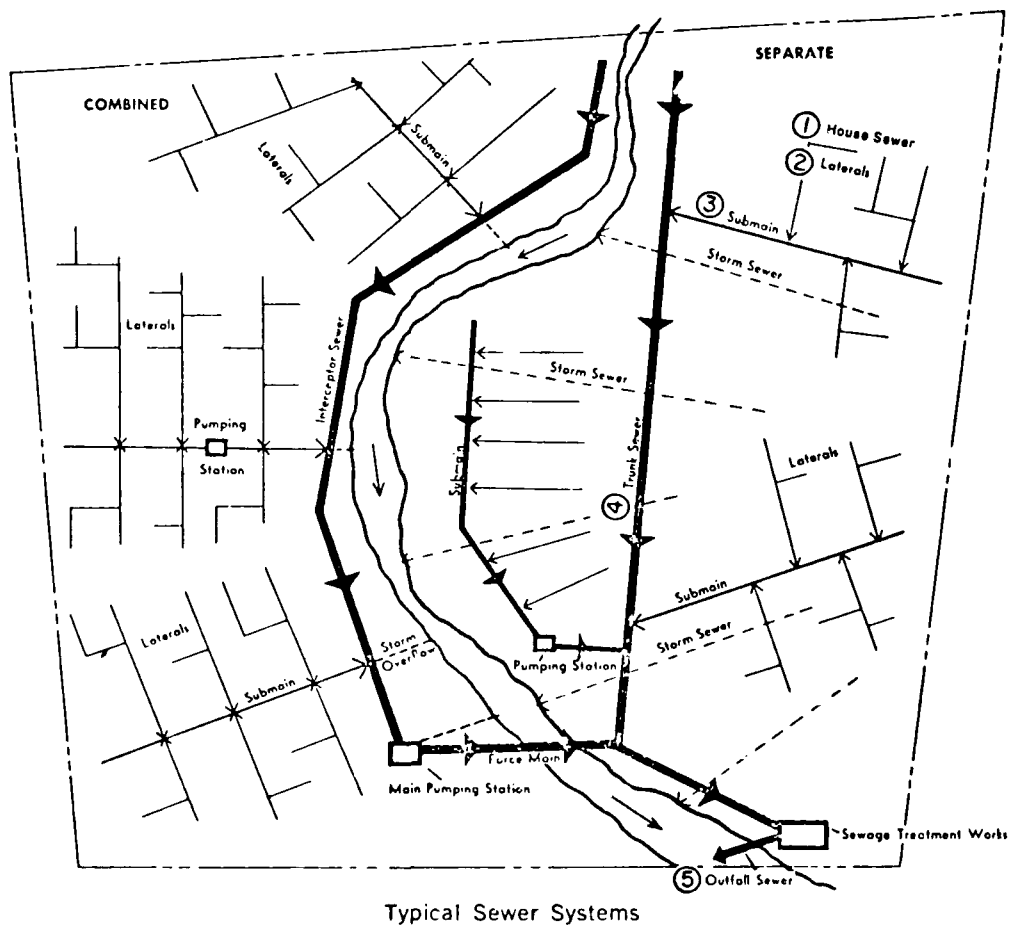 SEPARATE
COMBINED
① House Sewer
② Laterals
Submain
Laterals
③ Submain
Storm Sewer
Laterals
Interceptor Sewer
Storm Sewer
Pumping
Station
Submain
④ Trunk Sewer
Laterals
Submain
Laterals
Storm
Overflow
Submain
Storm Sewer
Pumping Station
Force Main
Main Pumping Station
Sewage Treatment Works
⑤ Outfall Sewer
Typical Sewer Systems